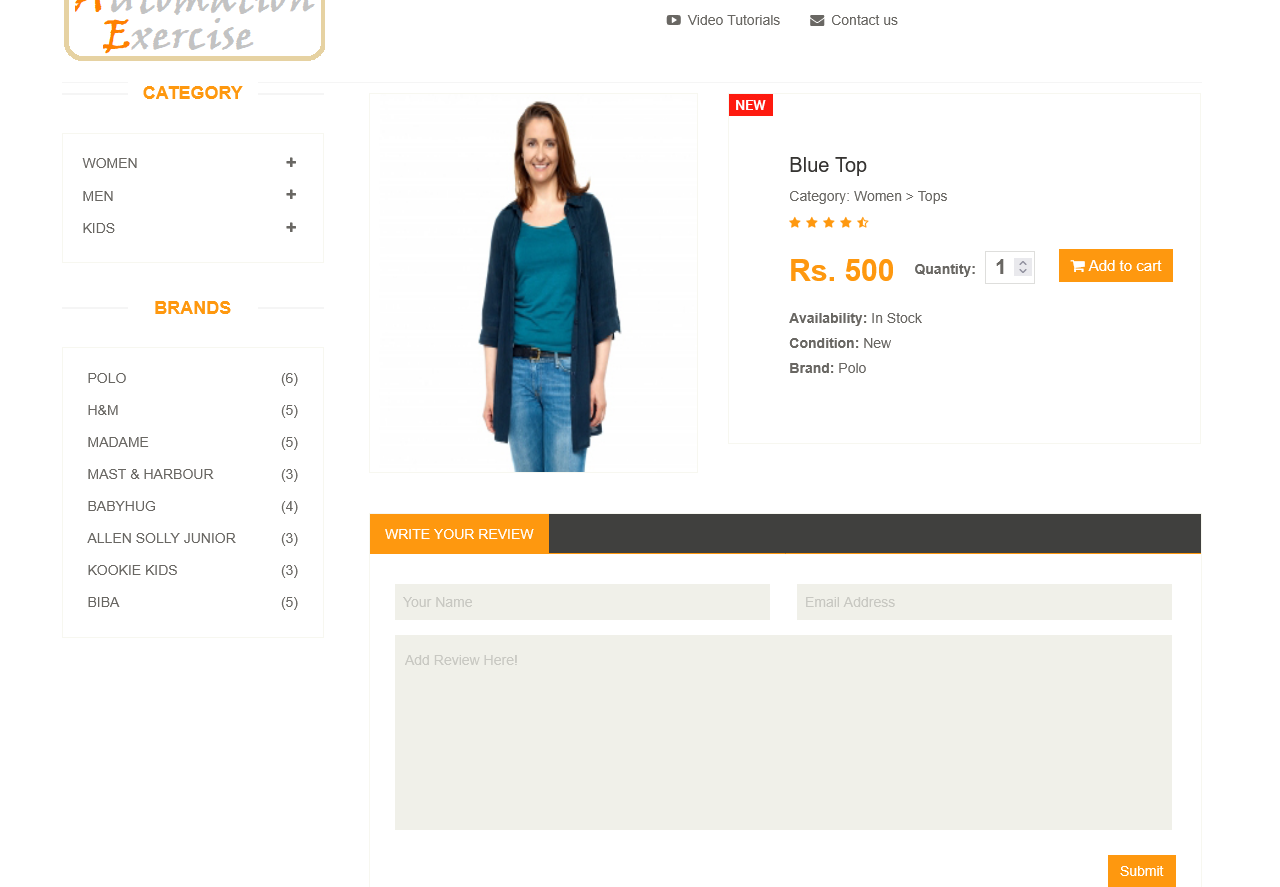 Automation
Exercise
Video Tutorials
Contact us
CATEGORY
WOMEN
MEN
KIDS
BRANDS
POLO (6)
H&M (5)
MADAME (5)
MAST & HARBOUR (3)
BABYHUG (4)
ALLEN SOLLY JUNIOR (3)
KOOKIE KIDS (3)
BIBA (5)
NEW
Blue Top
Category: Women > Tops
Rs. 500 Quantity: 1 Add to cart
Availability: In Stock
Condition: New
Brand: Polo
WRITE YOUR REVIEW
Your Name
Email Address
Add Review Here!
Submit